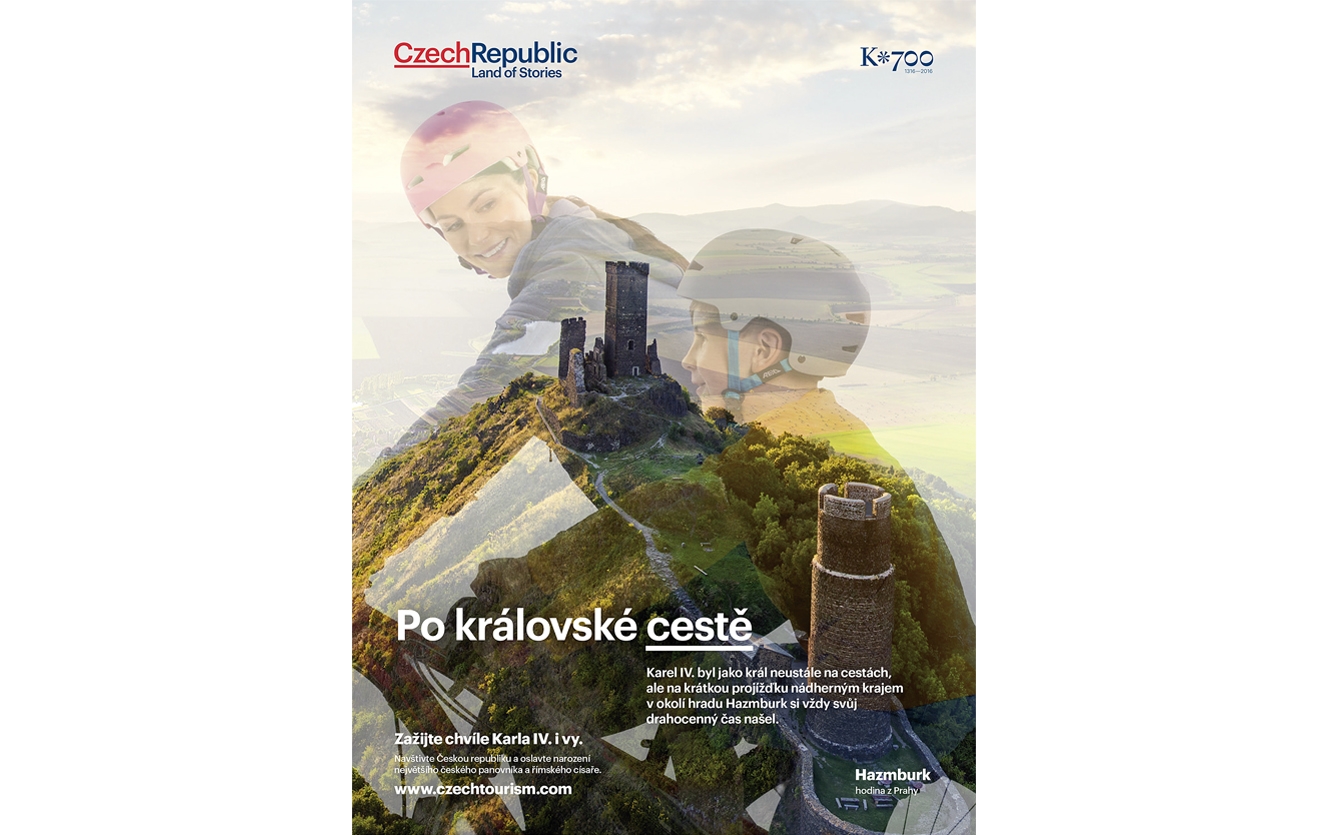 CzechRepublic
Land of Stories
K*700
1316—2016
Po královské cestě
Karel IV. byl jako král neustále na cestách,
ale na krátkou projížďku nádherným krajem
v okolí hradu Hazmburk si vždy svůj
drahocenný čas našel.
Zažijte chvíle Karla IV. i vy.
Navštivte Českou republiku a oslavte narození
největšího českého panovníka a římského císaře.
www.czechtourism.com
Hazmburk
hodina z Prahy